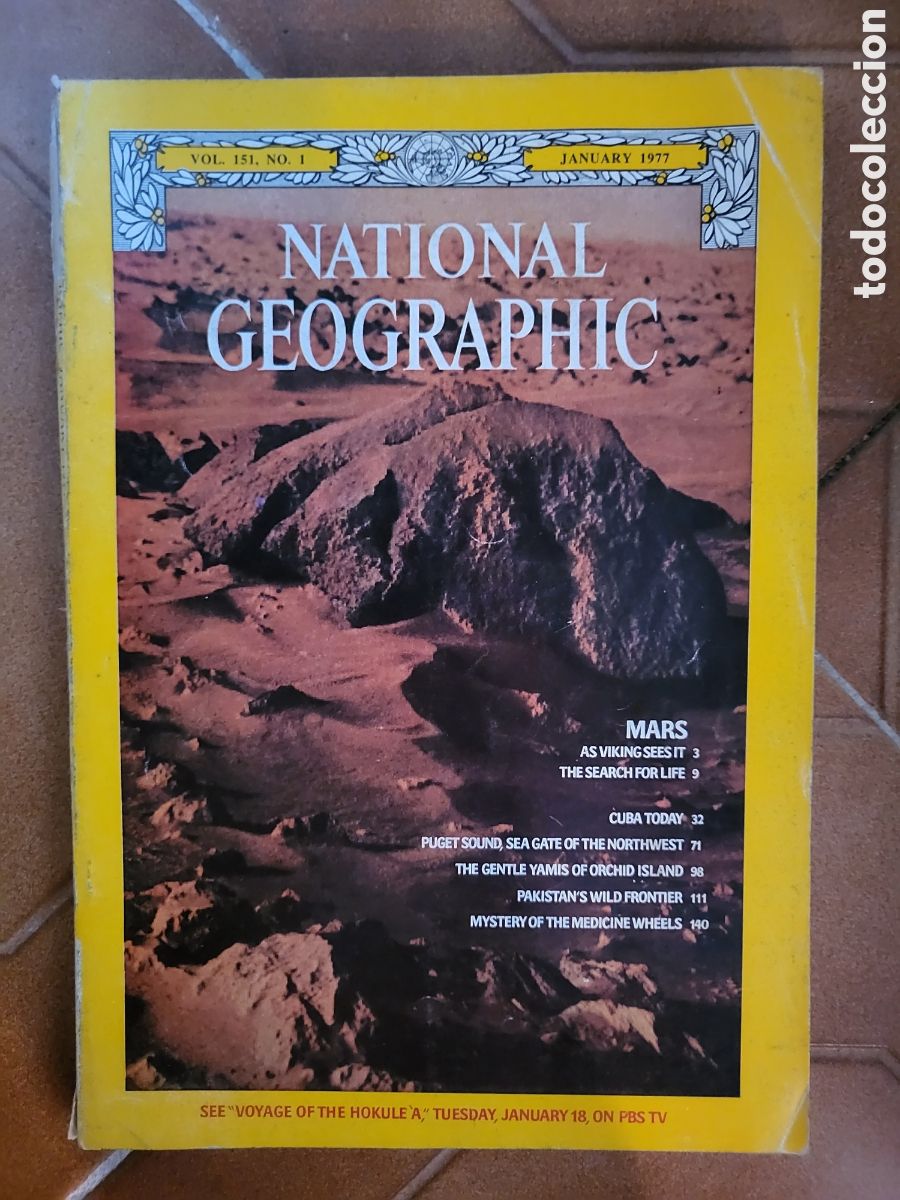 VOL. 151, NO. 1
JANUARY 1977
NATIONAL
GEOGRAPHIC
MARS
AS VIKING SEES IT 3
THE SEARCH FOR LIFE 9
CUBA TODAY 32
PUGET SOUND, SEA GATE OF THE NORTHWEST 71
THE GENTLE YAMIS OF ORCHID ISLAND 98
PAKISTAN'S WILD FRONTIER 111
MYSTERY OF THE MEDICINE WHEELS 140
SEE "VOYAGE OF THE HOKULE'A," TUESDAY, JANUARY 18, ON PBS TV
todocoleccion